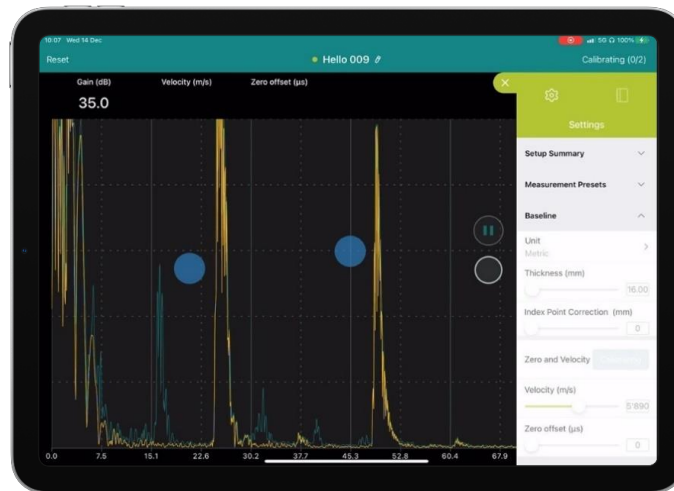 10:07 Wed 14 Dec
5G 100%
Reset
Hello 009
Calibrating (0/2)
Gain (dB)
Velocity (m/s)
Zero offset (µs)
35.0
Settings
Setup Summary
Measurement Presets
Baseline
Unit
Metric
Thickness (mm)
16.00
Index Point Correction (mm)
0
Zero and Velocity
Velocity (m/s)
5'890
Zero offset (µs)
0
0.0 7.5 15.1 22.6 30.2 37.7 45.3 52.8 60.4 67.9